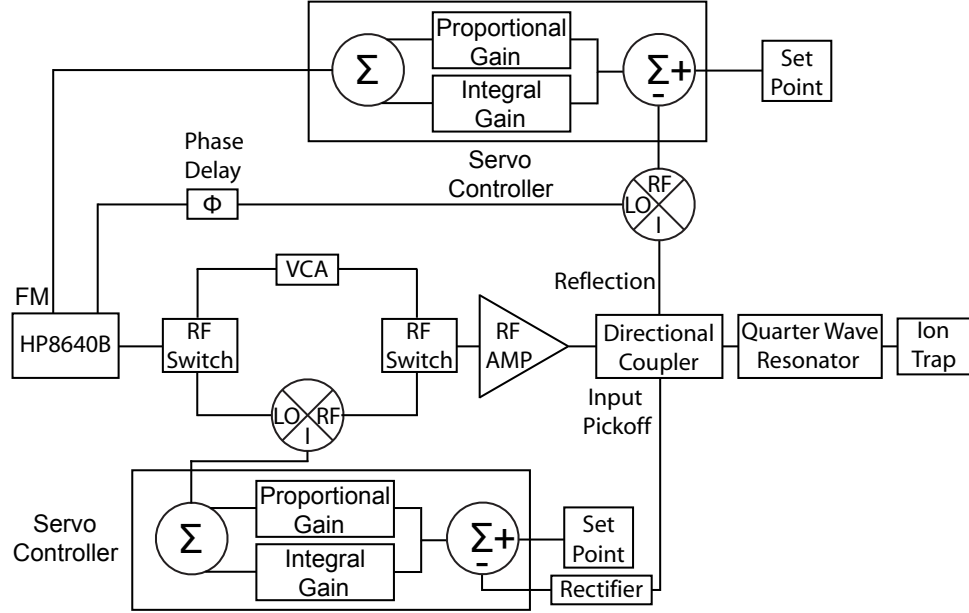 Proportional
Gain
Σ
Σ
+
-
Set
Point
Integral
Gain
Phase
Delay
Servo
Controller
Φ
RF
LO
I
VCA
Reflection
FM
HP8640B
RF
Switch
RF
Switch
RF
AMP
Directional
Coupler
Quarter Wave
Resonator
Ion
Trap
Input
Pickoff
LO
RF
I
Servo
Controller
Proportional
Gain
Σ
Σ
+
-
Set
Point
Integral
Gain
Rectifier